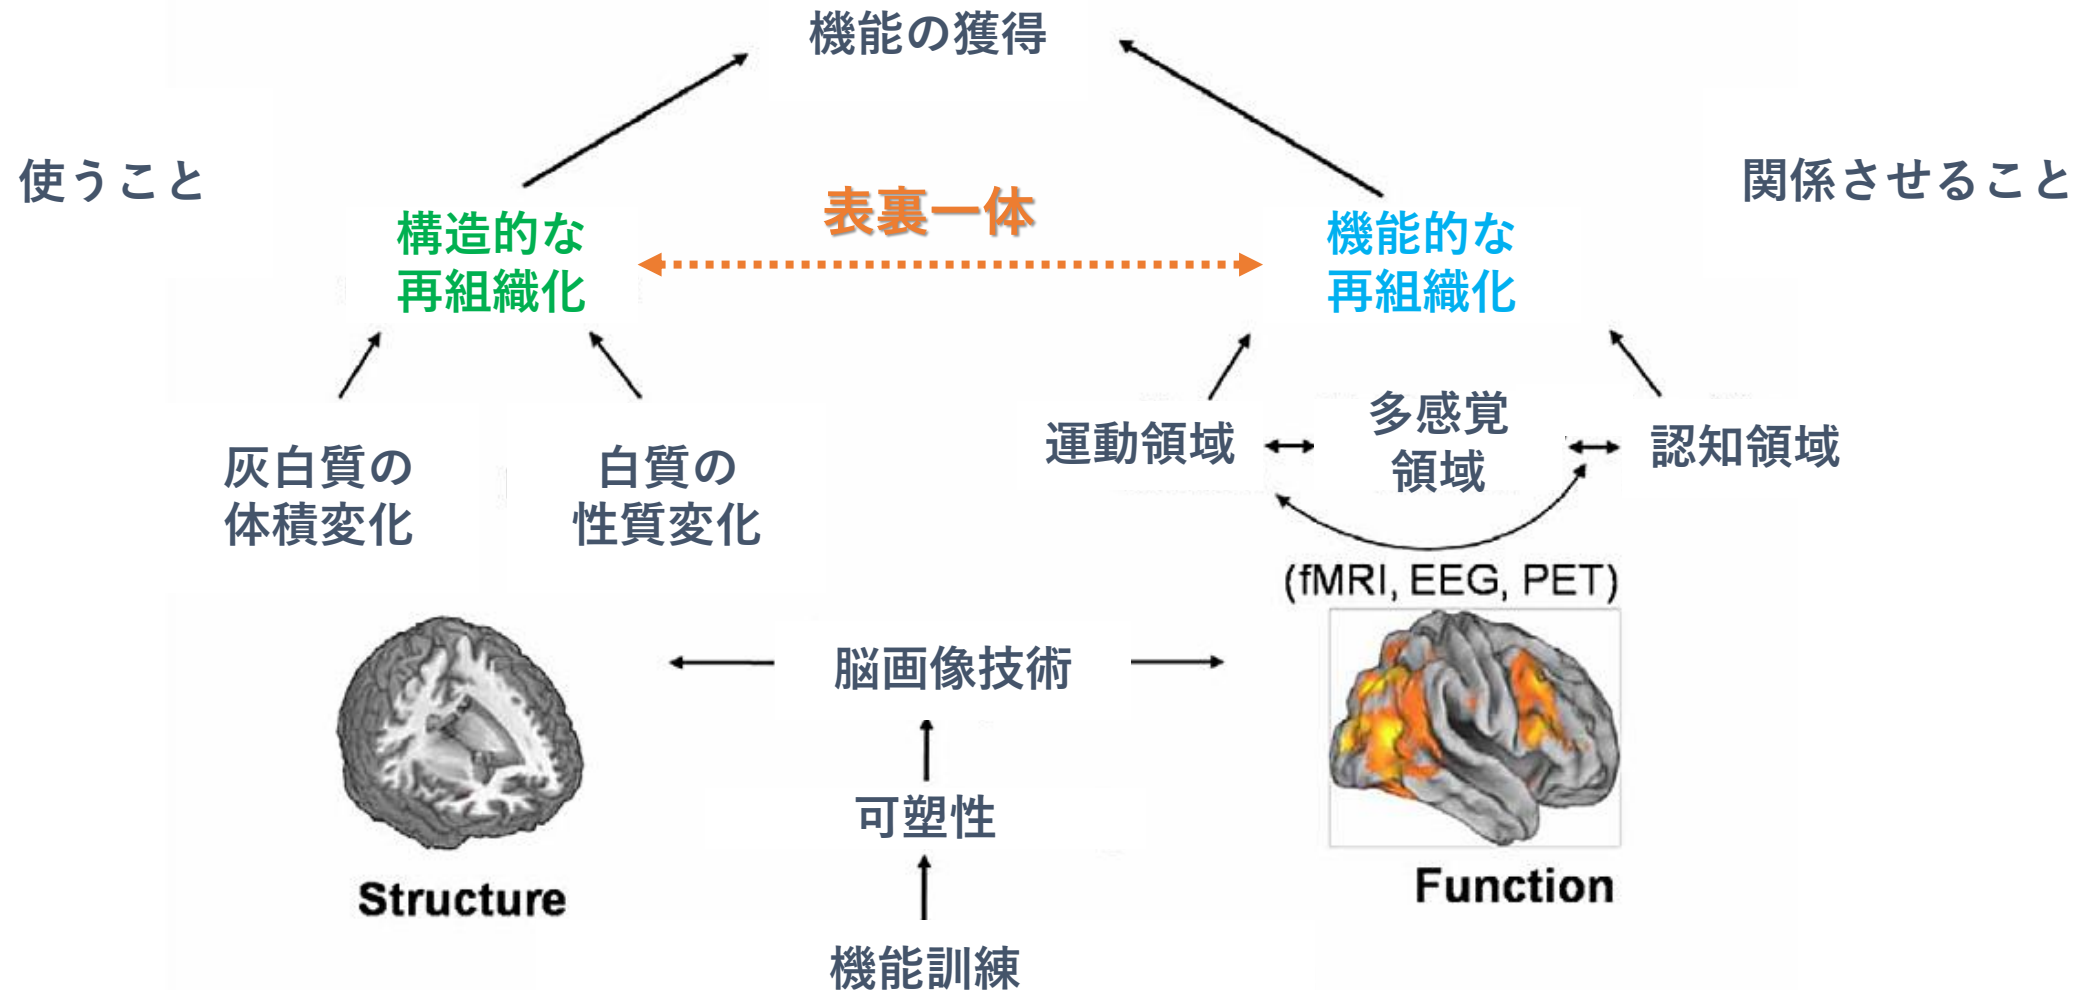 機能の獲得
使うこと
関係させること
表裏一体
構造的な
再組織化
機能的な
再組織化
灰白質の
体積変化
白質の
性質変化
運動領域
多感覚
領域
認知領域
(fMRI, EEG, PET)
脳画像技術
可塑性
Structure
Function
機能訓練